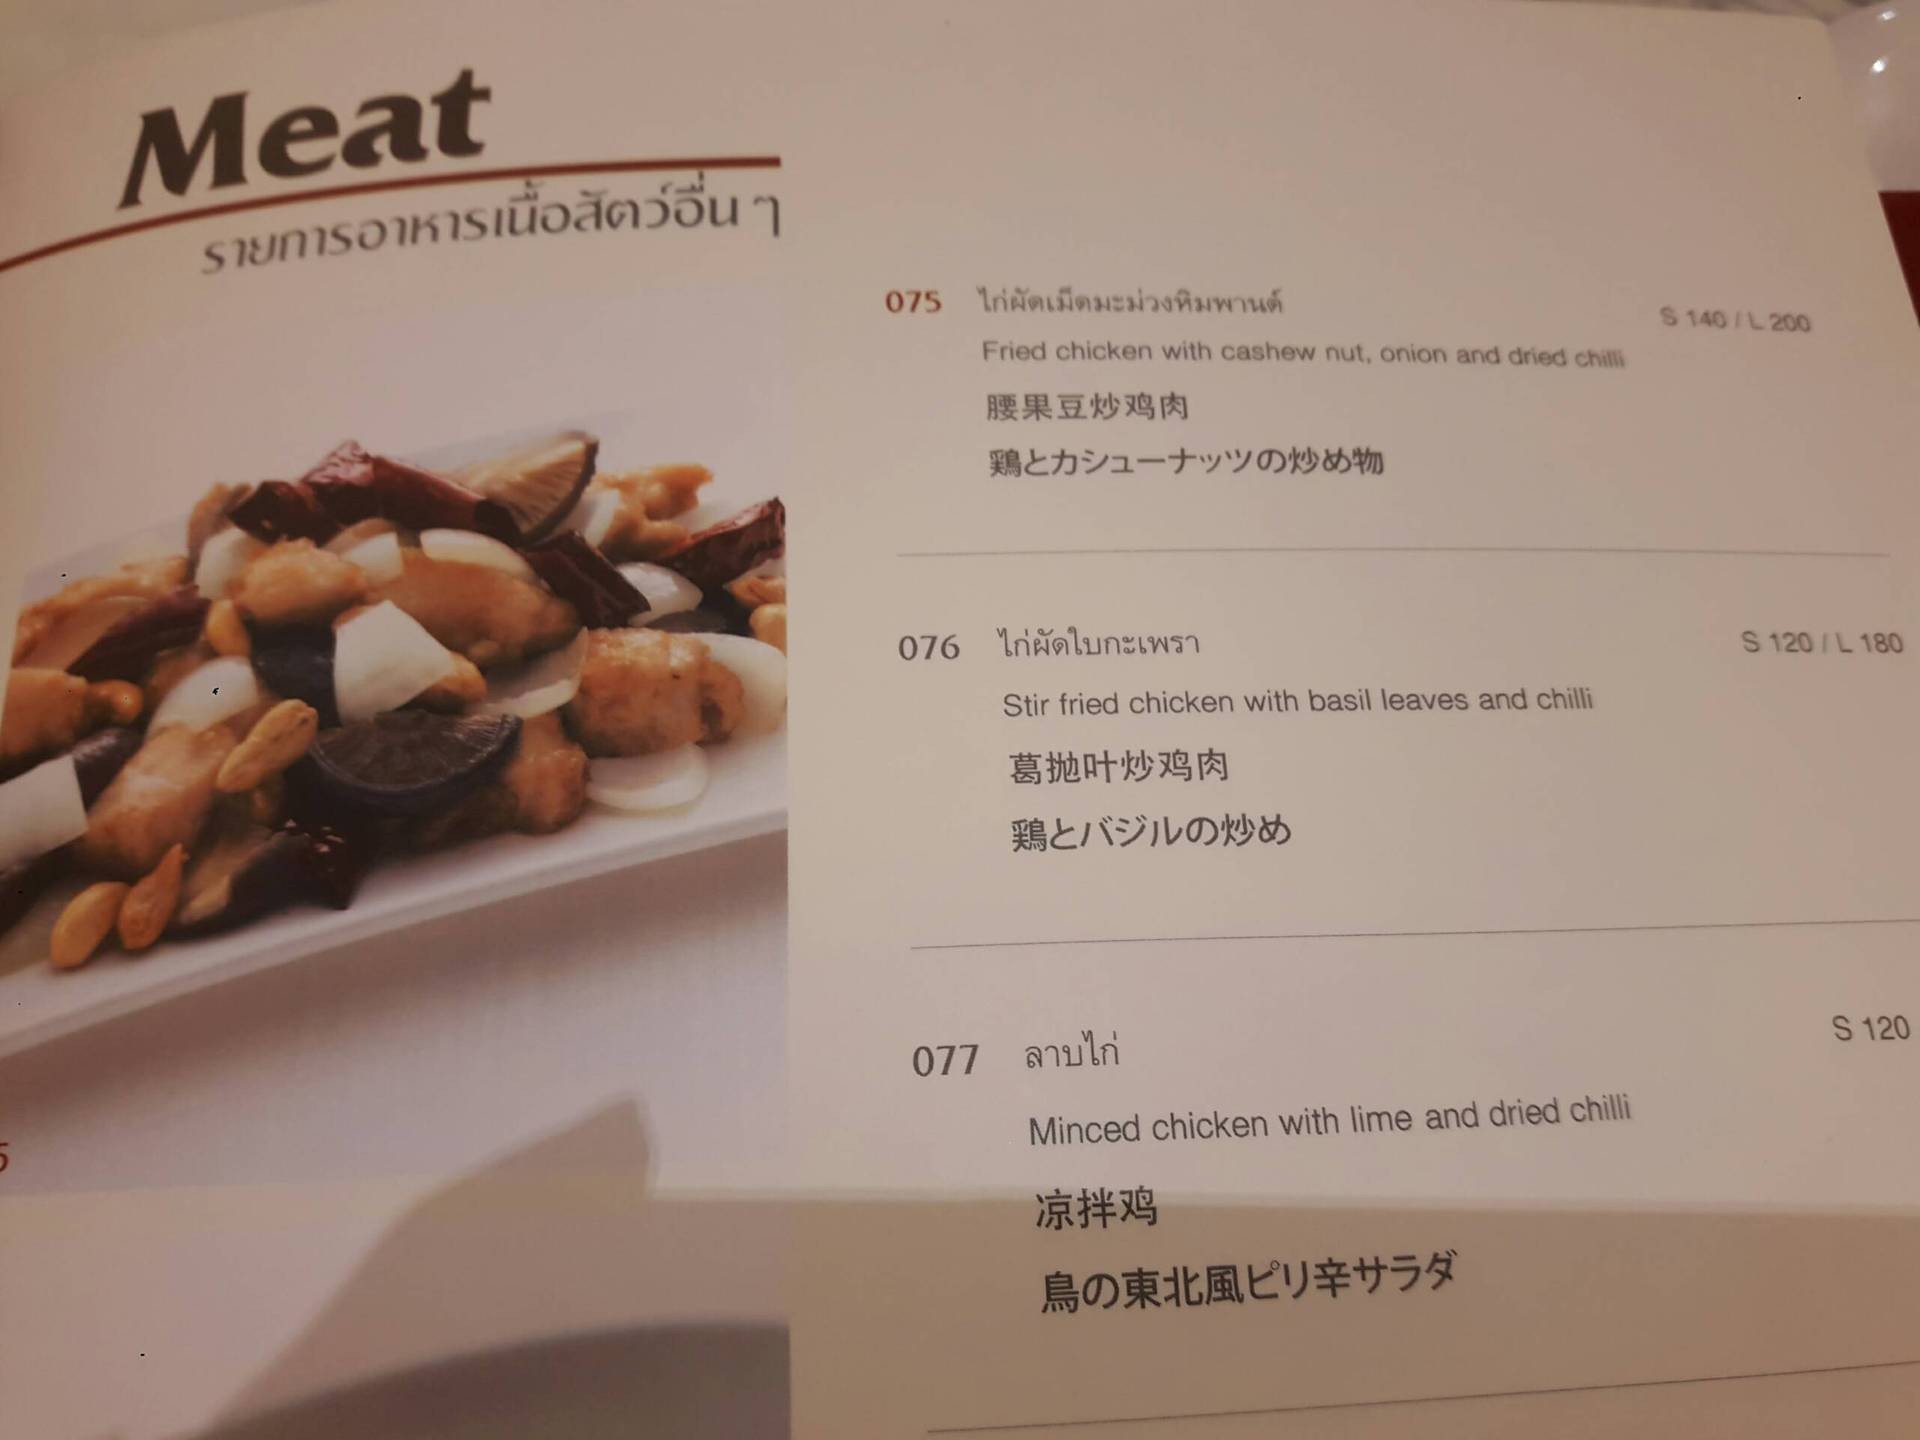 Meat
รายการอาหารเนื้อสัตว์อื่น ๆ
075 ไก่ผัดเม็ดมะม่วงหิมพานต์ S 140 / L 200
Fried chicken with cashew nut, onion and dried chilli
腰果豆炒鸡肉
鶏とカシューナッツの炒め物
076 ไก่ผัดใบกะเพรา S 120 / L 180
Stir fried chicken with basil leaves and chilli
葛抛叶炒鸡肉
鶏とバジルの炒め
077 ลาบไก่ S 120
Minced chicken with lime and dried chilli
凉拌鸡
鳥の東北風ピリ辛サラダ